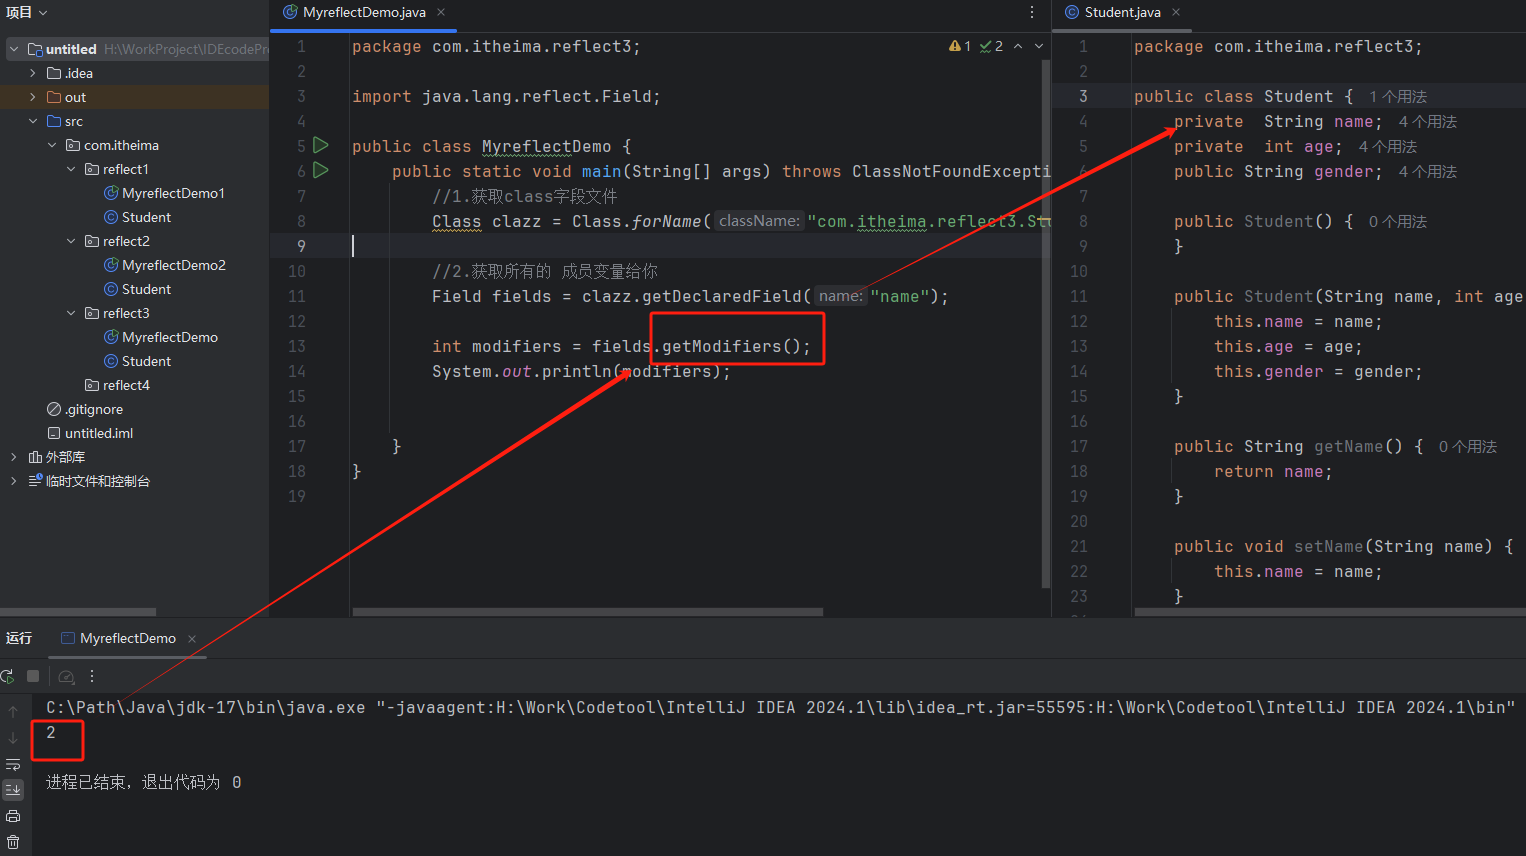 项目
untitled H:\WorkProject\IDEcodePr
.idea
out
src
com.itheima
reflect1
MyreflectDemo1
Student
reflect2
MyreflectDemo2
Student
reflect3
MyreflectDemo
Student
reflect4
.gitignore
untitled.iml
外部库
临时文件和控制台
MyreflectDemo.java
1 package com.itheima.reflect3;
1 2
2
3 import java.lang.reflect.Field;
4
5 public class MyreflectDemo {
6 public static void main(String[] args) throws ClassNotFoundExcepti
7 //1.获取class字段文件
8 Class clazz = Class.forName( className: "com.itheima.reflect3.St
9
10 //2.获取所有的 成员变量给你
11 Field fields = clazz.getDeclaredField( name: "name");
12
13 int modifiers = fields.getModifiers();
14 System.out.println(modifiers);
15
16
17 }
18 }
19
Student.java
1 package com.itheima.reflect3;
2
3 public class Student { 1 个用法
4 private String name; 4 个用法
5 private int age; 4 个用法
6 public String gender; 4 个用法
7
8 public Student() { 0 个用法
9 }
10
11 public Student(String name, int age
12 this.name = name;
13 this.age = age;
14 this.gender = gender;
15 }
16
17 public String getName() { 0 个用法
18 return name;
19 }
20
21 public void setName(String name) {
22 this.name = name;
23 }
运行 MyreflectDemo
C:\Path\Java\jdk-17\bin\java.exe "-javaagent:H:\Work\Codetool\IntelliJ IDEA 2024.1\lib\idea_rt.jar=55595:H:\Work\Codetool\IntelliJ IDEA 2024.1\bin"
2
进程已结束，退出代码为 0